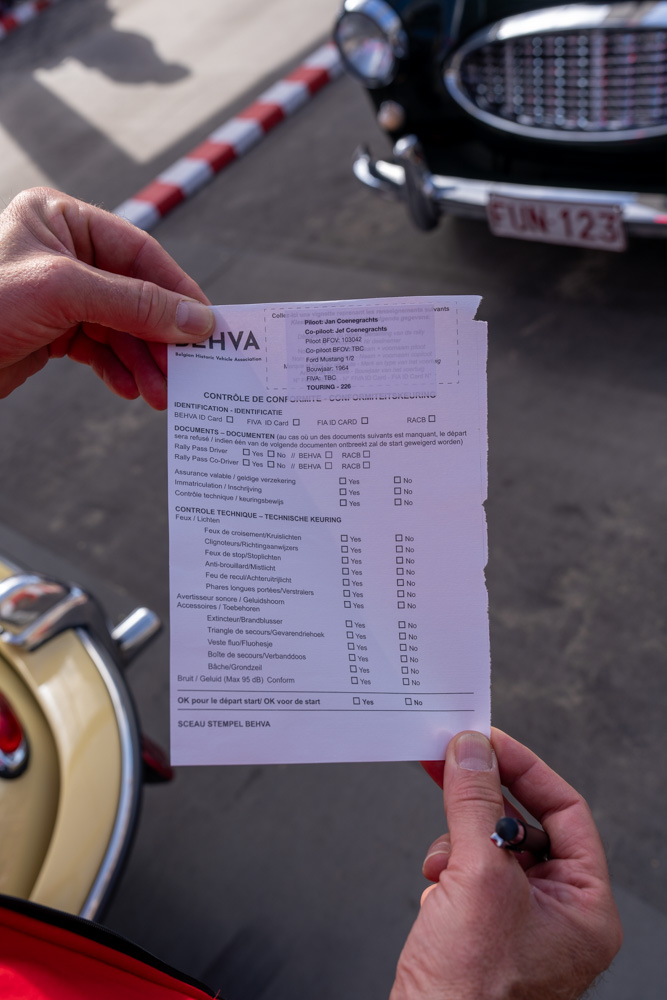 FUN-123
BEHVA
Belgian Historic Vehicle Association
Piloot: Jan Coenegrachts
Co-piloot: Jef Coenegrachts
Piloot BFOV: 103042
Co-piloot BFOV: TBC
Ford Mustang 1/2
Bouwjaar: 1964
FIVA: TBC
TOURING - 226
CONTRÔLE DE CONFORMITÉ - CONFORMITEITSKEURING
IDENTIFICATION - IDENTIFICATIE
BEHVA ID Card ☐ FIVA ID Card ☐ FIA ID CARD ☐ RACB ☐
DOCUMENTS – DOCUMENTEN (au cas où un des documents suivants est manquant, le départ
sera refusé / indien één van de volgende documenten ontbreekt zal de start geweigerd worden)
Rally Pass Driver ☐ Yes ☐ No // BEHVA ☐ RACB ☐
Rally Pass Co-Driver ☐ Yes ☐ No // BEHVA ☐ RACB ☐
Assurance valable / geldige verzekering ☐ Yes ☐ No
Immatriculation / Inschrijving ☐ Yes ☐ No
Contrôle technique / keuringsbewijs ☐ Yes ☐ No
CONTROLE TECHNIQUE – TECHNISCHE KEURING
Feux / Lichten
Feux de croisement/Kruislichten ☐ Yes ☐ No
Clignoteurs/Richtingaanwijzers ☐ Yes ☐ No
Feux de stop/Stoplichten ☐ Yes ☐ No
Anti-brouillard/Mistlicht ☐ Yes ☐ No
Feu de recul/Achteruitrijlicht ☐ Yes ☐ No
Phares longues portées/Verstralers ☐ Yes ☐ No
Avertisseur sonore / Geluidshoorn ☐ Yes ☐ No
Accessoires / Toebehoren
Extincteur/Brandblusser ☐ Yes ☐ No
Triangle de secours/Gevarendriehoek ☐ Yes ☐ No
Veste fluo/Fluohesje ☐ Yes ☐ No
Boîte de secours/Verbanddoos ☐ Yes ☐ No
Bâche/Grondzeil ☐ Yes ☐ No
Bruit / Geluid (Max 95 dB) Conform ☐ Yes ☐ No
OK pour le départ start/ OK voor de start ☐ Yes ☐ No
SCEAU STEMPEL BEHVA